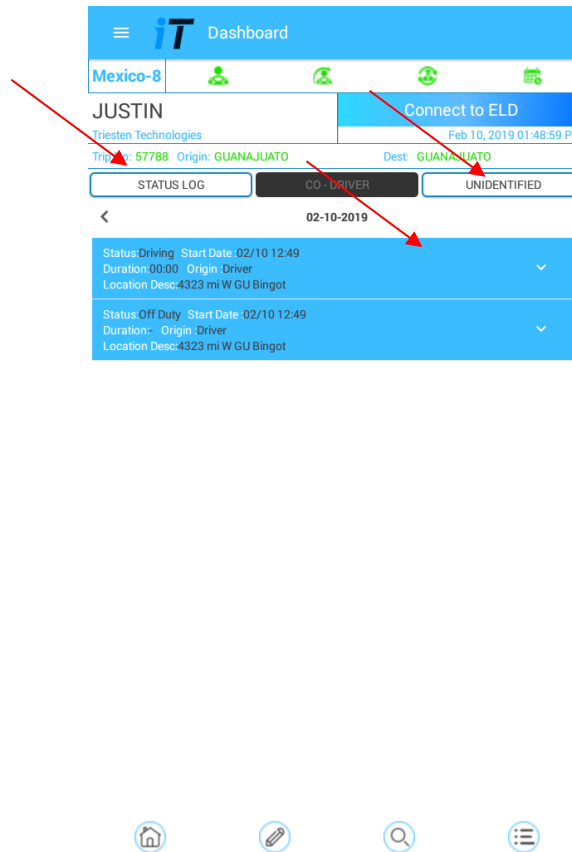 iT Dashboard
Mexico-8
JUSTIN Connect to ELD
Triesten Technologies Feb 10, 2019 01:48:59 P
Trip No: 57788 Origin: GUANAJUATO Dest: GUANAJUATO
STATUS LOG CO - DRIVER UNIDENTIFIED
02-10-2019
Status:Driving Start Date :02/10 12:49
Duration:00:00 Origin :Driver
Location Desc:4323 mi W GU Bingot
Status:Off Duty Start Date :02/10 12:49
Duration:- Origin :Driver
Location Desc:4323 mi W GU Bingot